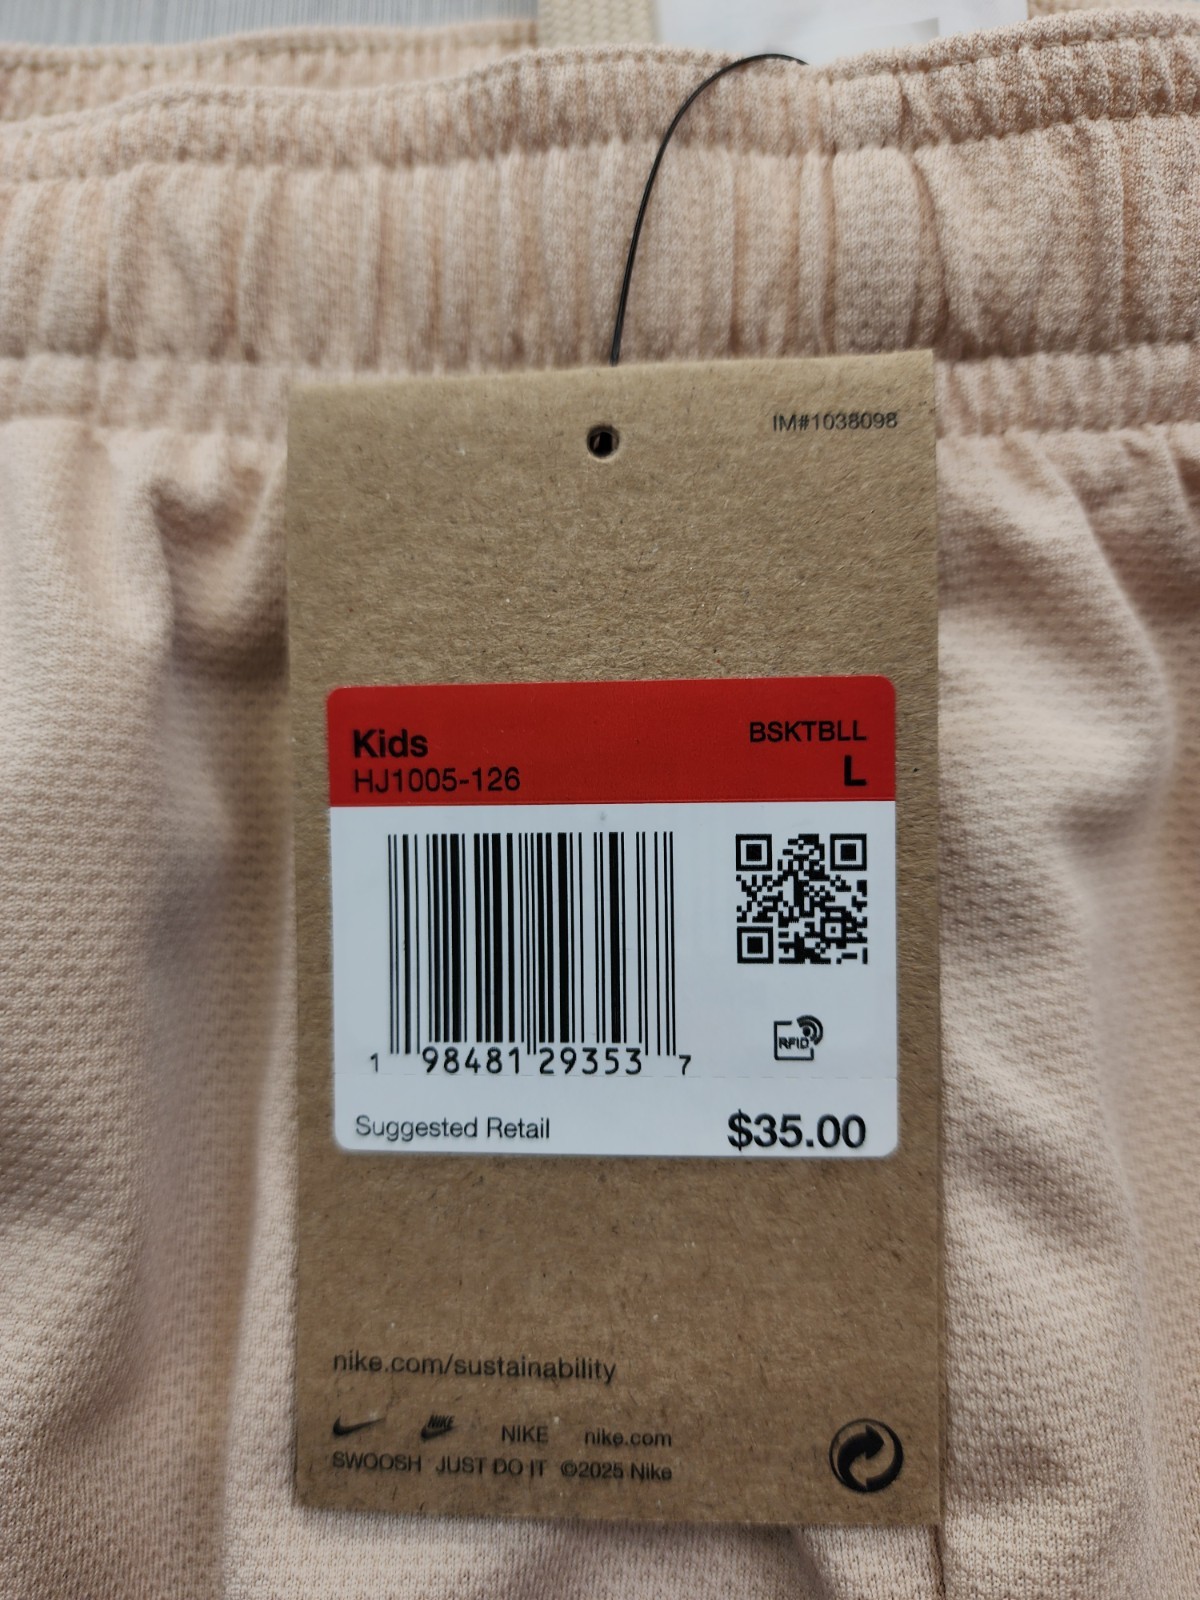 IM#1038098
Kids
BSKTBLL
HJ1005-126
L
RFID
1 98481 29353 7
Suggested Retail
$35.00
nike.com/sustainability
NIKE NIKE nike.com
SWOOSH JUST DO IT ©2025 Nike